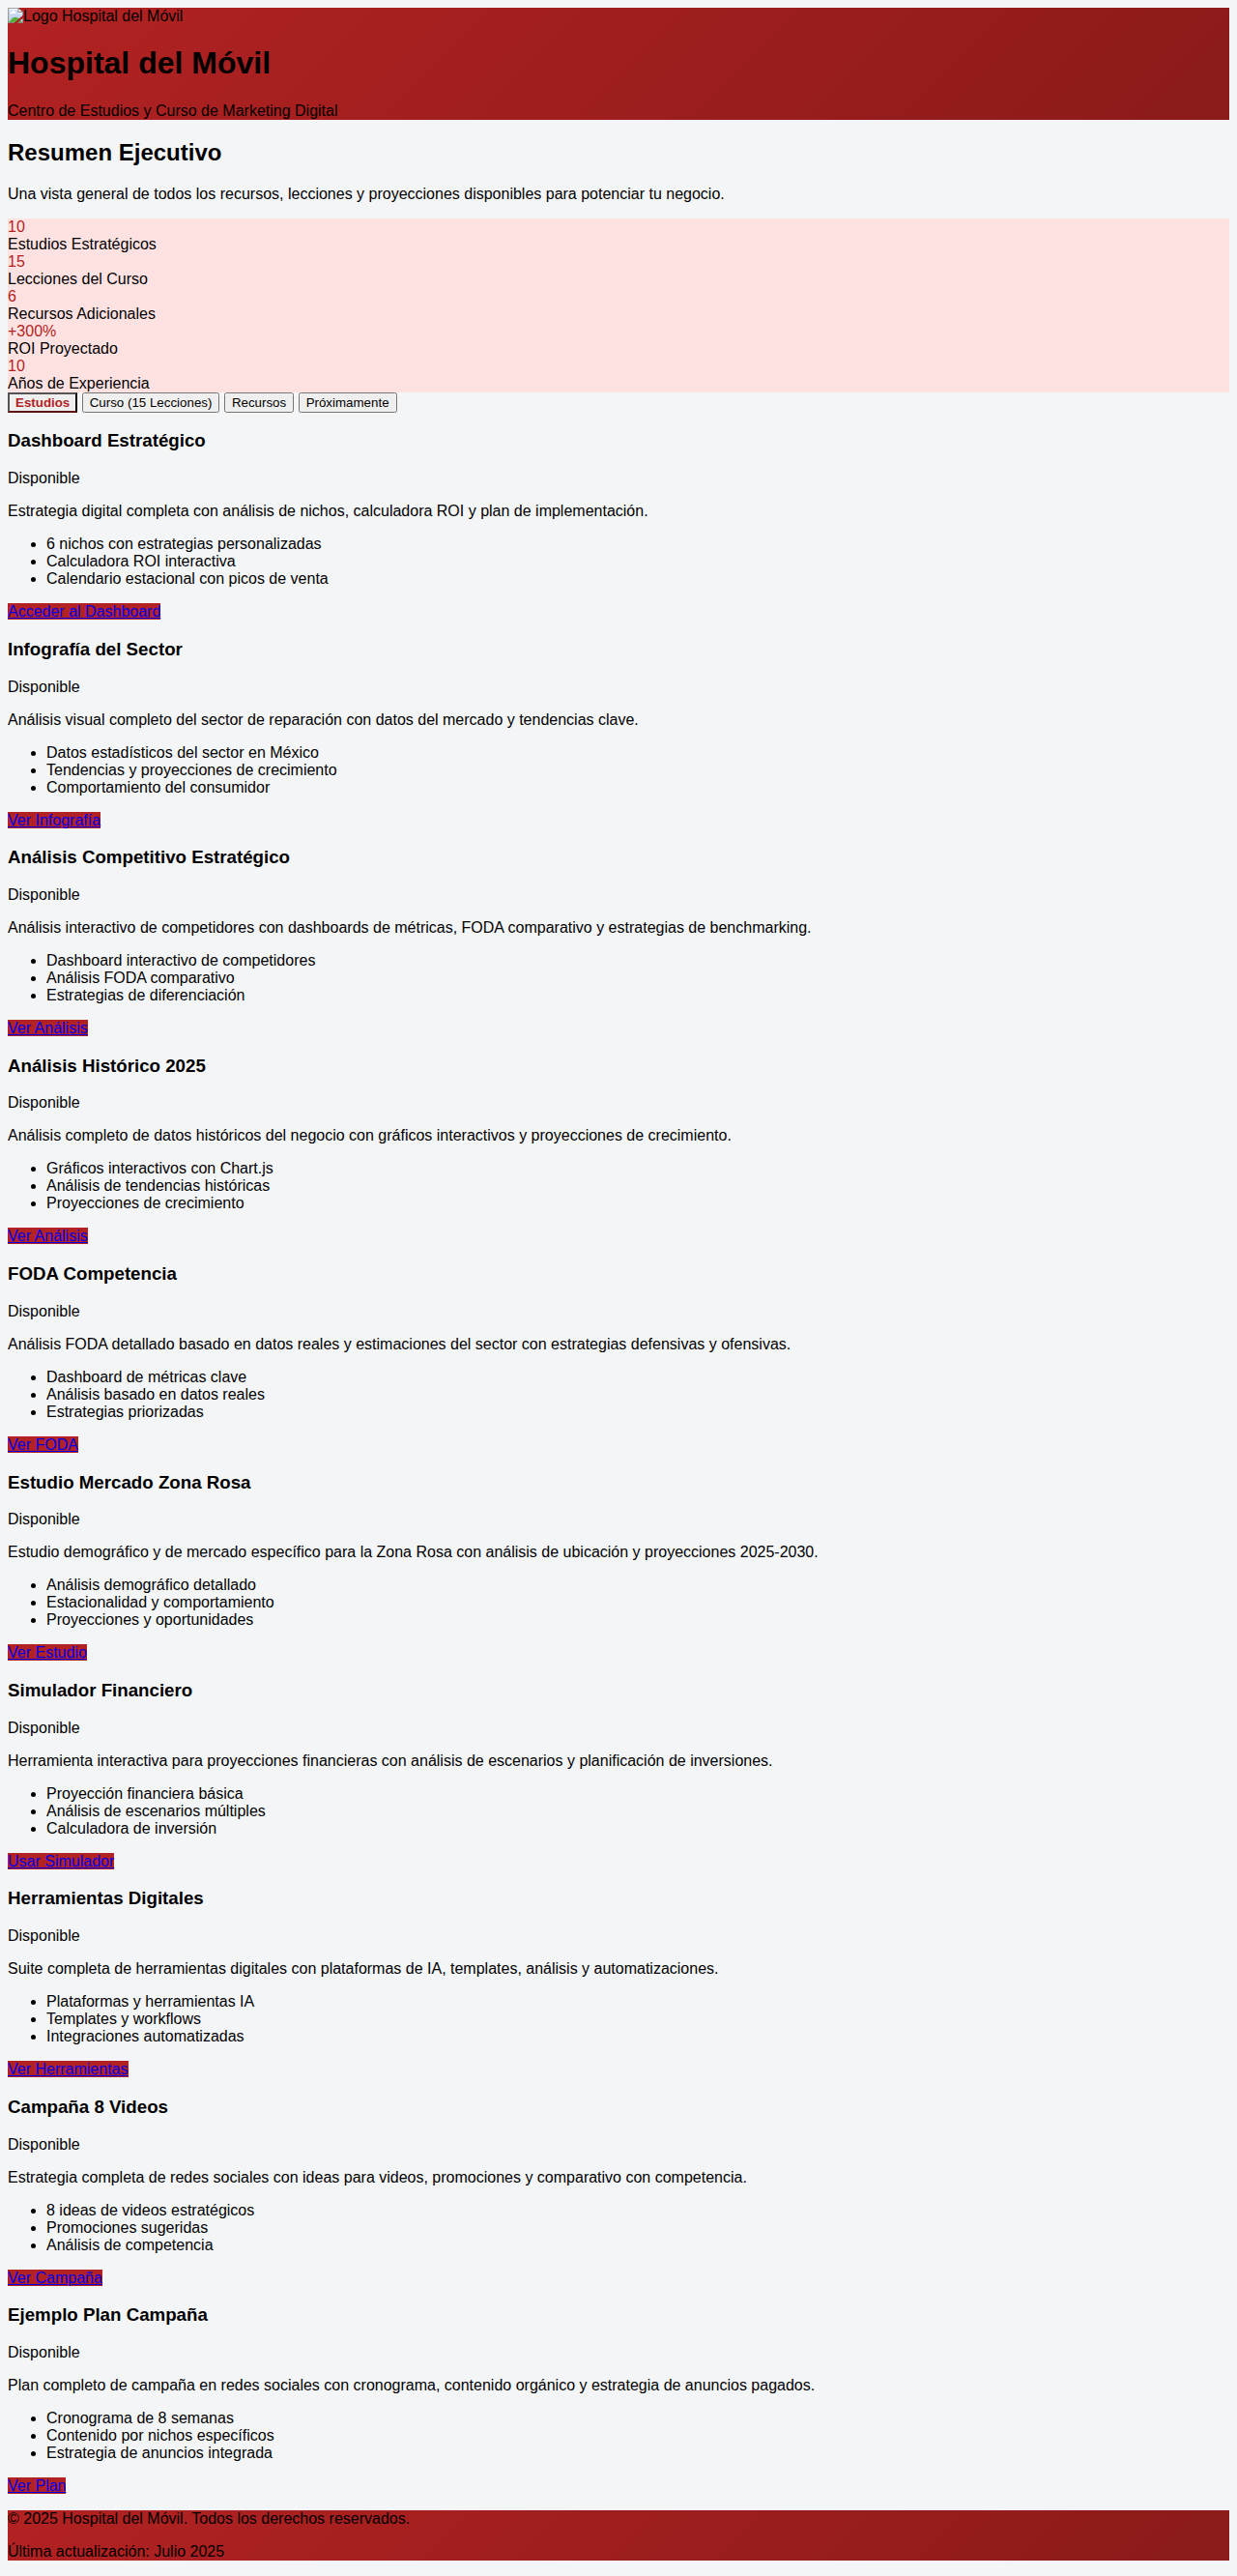 Logo Hospital del Móvil
Hospital del Móvil
Centro de Estudios y Curso de Marketing Digital
Resumen Ejecutivo
Una vista general de todos los recursos, lecciones y proyecciones disponibles para potenciar tu negocio.
10
Estudios Estratégicos
15
Lecciones del Curso
6
Recursos Adicionales
+300%
ROI Proyectado
10
Años de Experiencia
Estudios Curso (15 Lecciones) Recursos Próximamente
Dashboard Estratégico
Disponible
Estrategia digital completa con análisis de nichos, calculadora ROI y plan de implementación.
• 6 nichos con estrategias personalizadas
• Calculadora ROI interactiva
• Calendario estacional con picos de venta
Acceder al Dashboard
Infografía del Sector
Disponible
Análisis visual completo del sector de reparación con datos del mercado y tendencias clave.
• Datos estadísticos del sector en México
• Tendencias y proyecciones de crecimiento
• Comportamiento del consumidor
Ver Infografía
Análisis Competitivo Estratégico
Disponible
Análisis interactivo de competidores con dashboards de métricas, FODA comparativo y estrategias de benchmarking.
• Dashboard interactivo de competidores
• Análisis FODA comparativo
• Estrategias de diferenciación
Ver Análisis
Análisis Histórico 2025
Disponible
Análisis completo de datos históricos del negocio con gráficos interactivos y proyecciones de crecimiento.
• Gráficos interactivos con Chart.js
• Análisis de tendencias históricas
• Proyecciones de crecimiento
Ver Análisis
FODA Competencia
Disponible
Análisis FODA detallado basado en datos reales y estimaciones del sector con estrategias defensivas y ofensivas.
• Dashboard de métricas clave
• Análisis basado en datos reales
• Estrategias priorizadas
Ver FODA
Estudio Mercado Zona Rosa
Disponible
Estudio demográfico y de mercado específico para la Zona Rosa con análisis de ubicación y proyecciones 2025-2030.
• Análisis demográfico detallado
• Estacionalidad y comportamiento
• Proyecciones y oportunidades
Ver Estudio
Simulador Financiero
Disponible
Herramienta interactiva para proyecciones financieras con análisis de escenarios y planificación de inversiones.
• Proyección financiera básica
• Análisis de escenarios múltiples
• Calculadora de inversión
Usar Simulador
Herramientas Digitales
Disponible
Suite completa de herramientas digitales con plataformas de IA, templates, análisis y automatizaciones.
• Plataformas y herramientas IA
• Templates y workflows
• Integraciones automatizadas
Ver Herramientas
Campaña 8 Videos
Disponible
Estrategia completa de redes sociales con ideas para videos, promociones y comparativo con competencia.
• 8 ideas de videos estratégicos
• Promociones sugeridas
• Análisis de competencia
Ver Campaña
Ejemplo Plan Campaña
Disponible
Plan completo de campaña en redes sociales con cronograma, contenido orgánico y estrategia de anuncios pagados.
• Cronograma de 8 semanas
• Contenido por nichos específicos
• Estrategia de anuncios integrada
Ver Plan
© 2025 Hospital del Móvil. Todos los derechos reservados.
Última actualización: Julio 2025